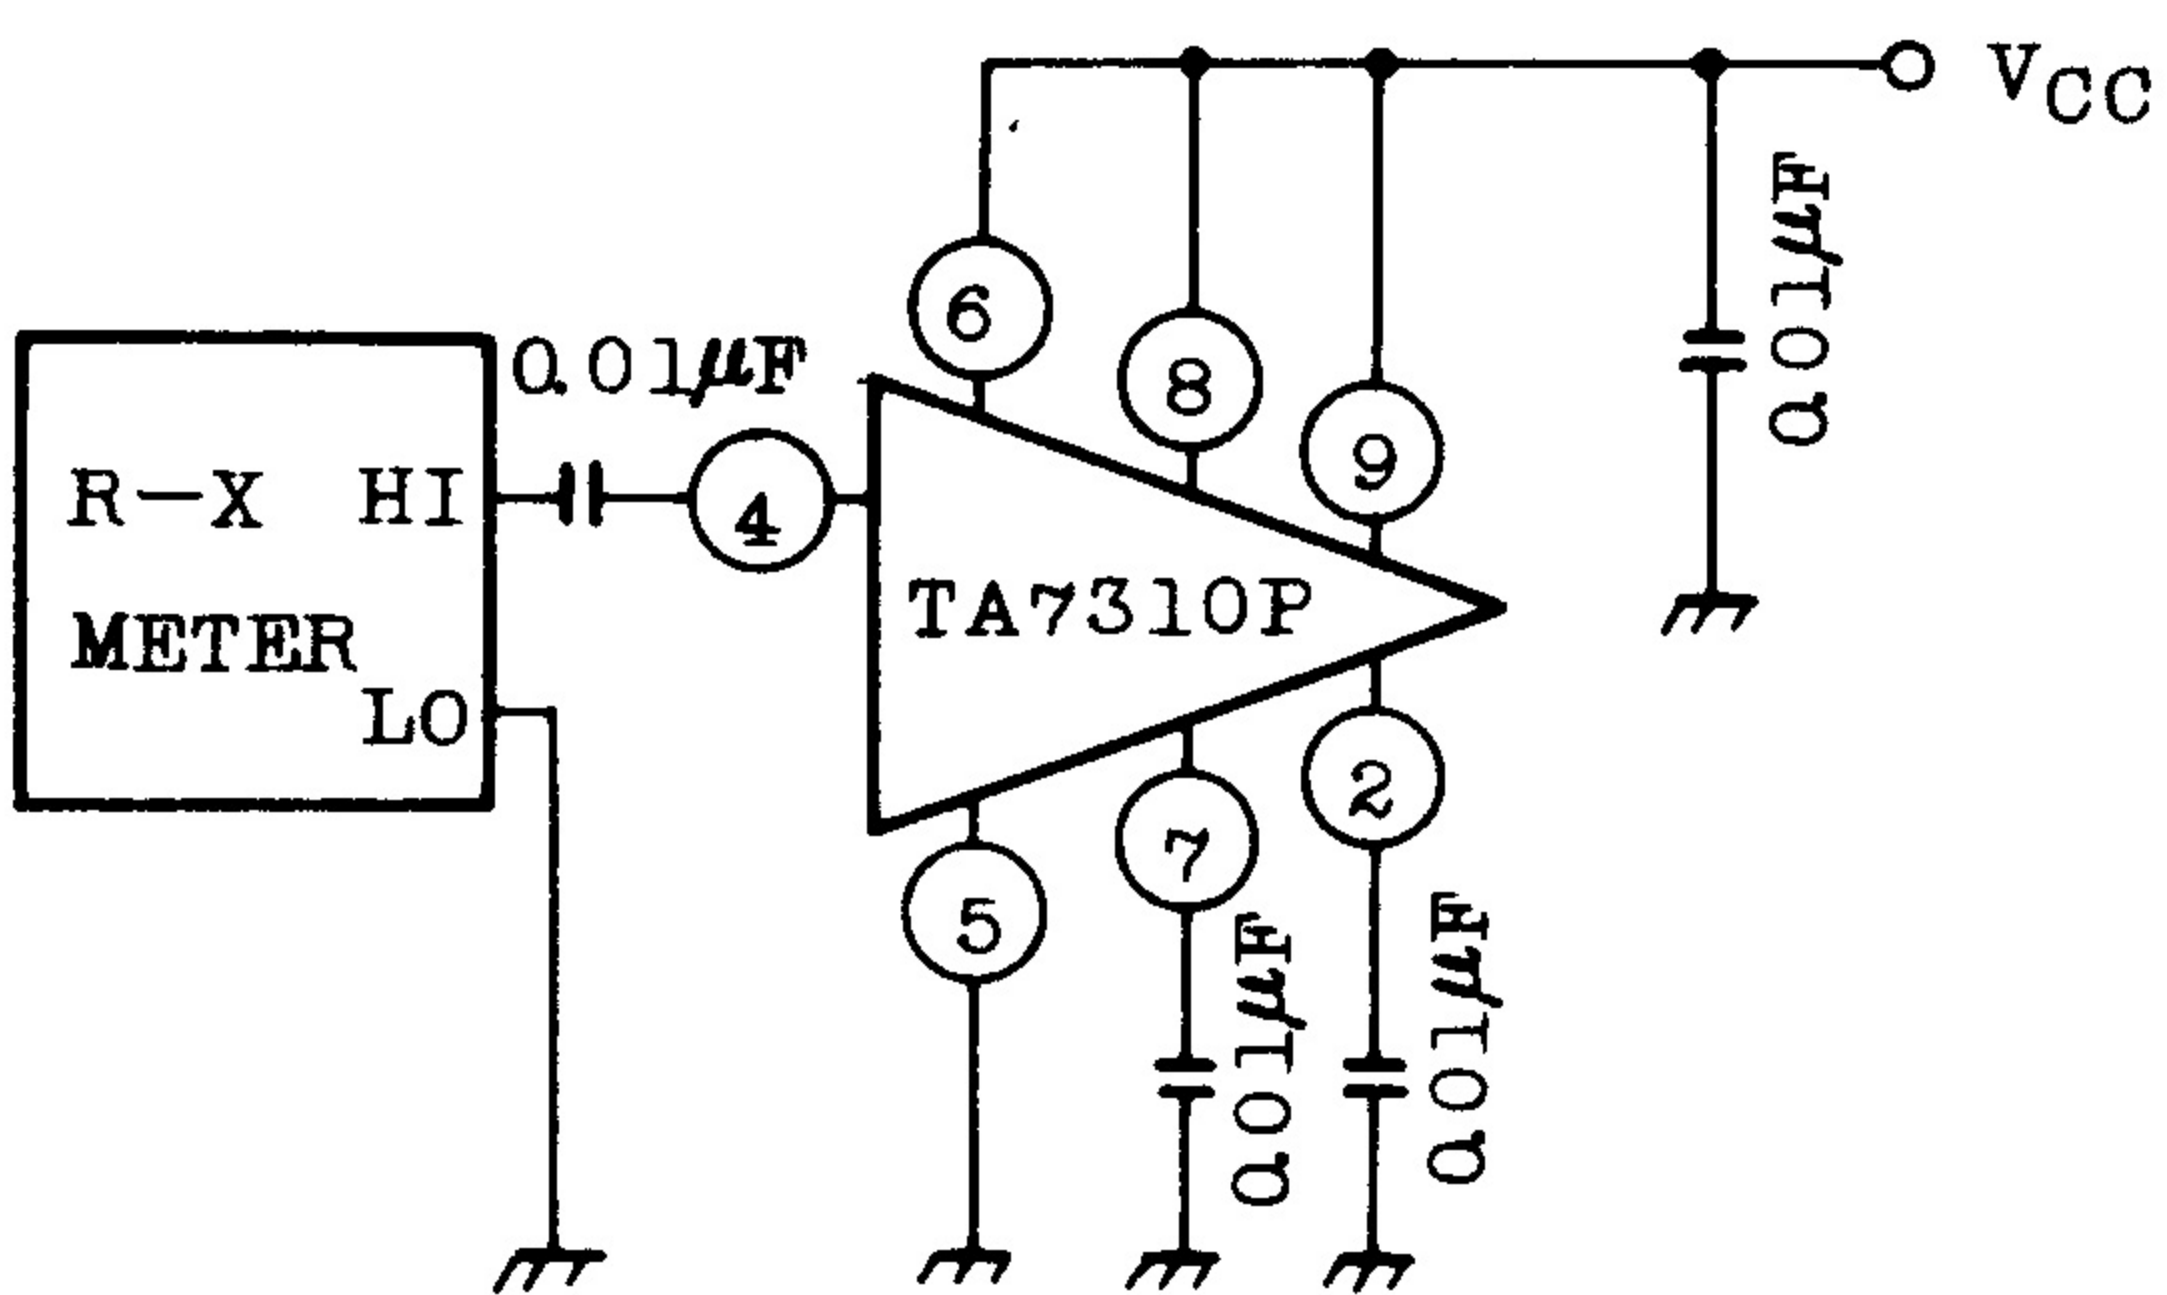 VCC
0.01μF
6
0.01μF
8
R-X HI
4
9
TA7310P
METER
LO
2
7
5
0.01μF
0.01μF